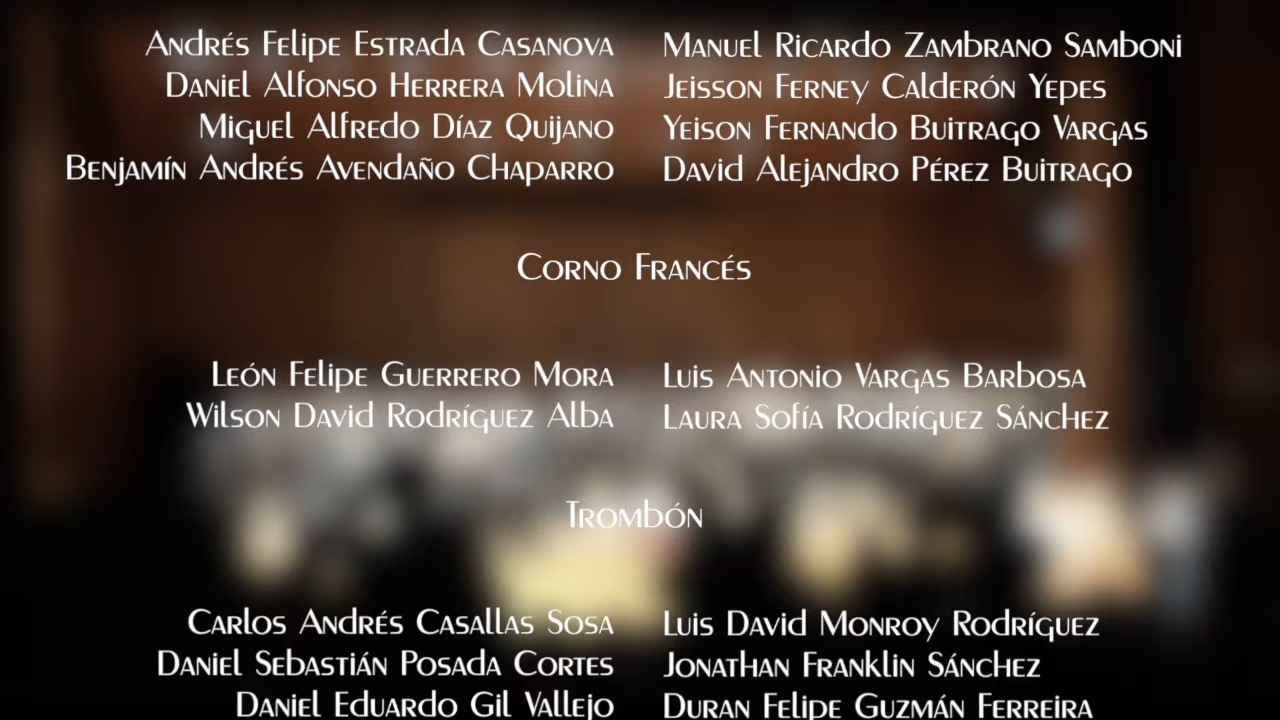 Andrés Felipe Estrada Casanova Manuel Ricardo Zambrano Samboni
Daniel Alfonso Herrera Molina Jeisson Ferney Calderón Yepes
Miguel Alfredo Díaz Quijano Yeison Fernando Buitrago Vargas
Benjamín Andrés Avendaño Chaparro David Alejandro Pérez Buitrago
Corno Francés
León Felipe Guerrero Mora Luis Antonio Vargas Barbosa
Wilson David Rodríguez Alba Laura Sofía Rodríguez Sánchez
Trombón
Carlos Andrés Casallas Sosa Luis David Monroy Rodríguez
Daniel Sebastián Posada Cortes Jonathan Franklin Sánchez
Daniel Eduardo Gil Vallejo Duran Felipe Guzmán Ferreira